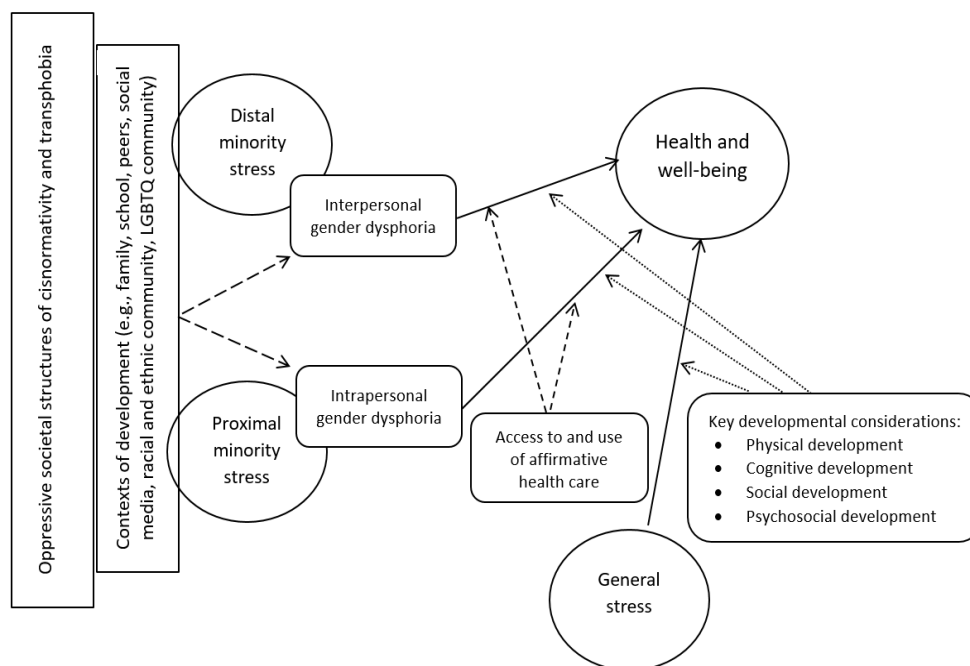 Oppressive societal structures of cisnormativity and transphobia
Contexts of development (e.g., family, school, peers, social
media, racial and ethnic community, LGBTQ community)
Distal
minority
stress
Interpersonal
gender dysphoria
Health and
well-being
Proximal
minority
stress
Intrapersonal
gender dysphoria
Access to and use
of affirmative
health care
Key developmental considerations:
• Physical development
• Cognitive development
• Social development
• Psychosocial development
General
stress